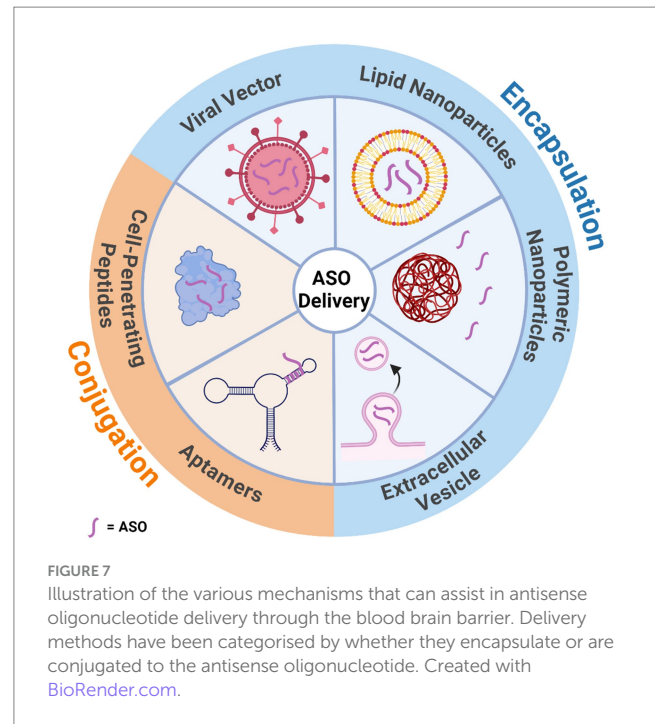 Viral Vector
Lipid Nanoparticles
Encapsulation
Polymeric
Nanoparticles
Extracellular
Vesicle
Aptamers
Cell-Penetrating
Peptides
Conjugation
ASO
Delivery
= ASO
FIGURE 7
Illustration of the various mechanisms that can assist in antisense
oligonucleotide delivery through the blood brain barrier. Delivery
methods have been categorised by whether they encapsulate or are
conjugated to the antisense oligonucleotide. Created with
BioRender.com.